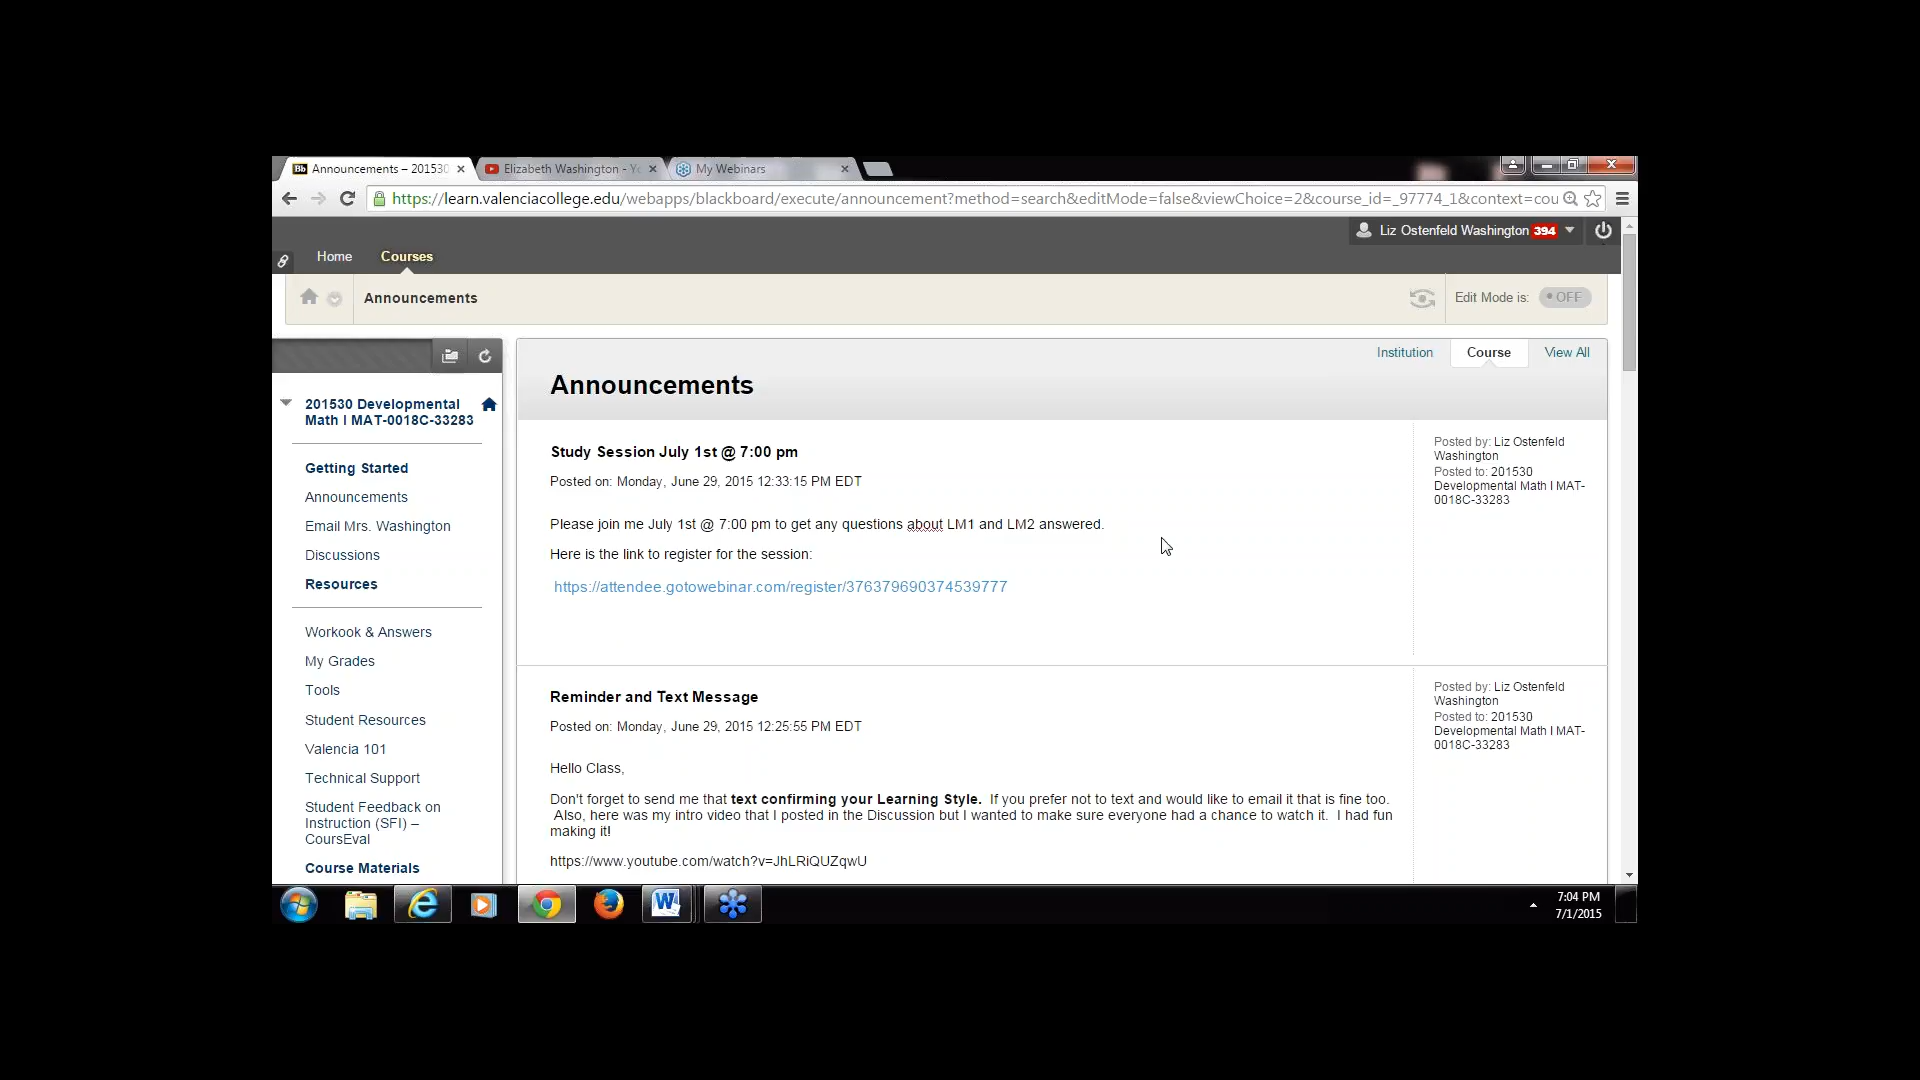 Announcements – 201530
Elizabeth Washington - Yo
My Webinars
https://learn.valenciacollege.edu/webapps/blackboard/execute/announcement?method=search&editMode=false&viewChoice=2&course_id=_97774_1&context=cou
Liz Ostenfeld Washington 394
Home
Courses
Announcements
Edit Mode is: OFF
Institution
Course
View All
201530 Developmental
Math I MAT-0018C-33283
Getting Started
Announcements
Email Mrs. Washington
Discussions
Resources
Workook & Answers
My Grades
Tools
Student Resources
Valencia 101
Technical Support
Student Feedback on
Instruction (SFI) –
CoursEval
Course Materials
Announcements
Study Session July 1st @ 7:00 pm
Posted on: Monday, June 29, 2015 12:33:15 PM EDT
Please join me July 1st @ 7:00 pm to get any questions about LM1 and LM2 answered.
Here is the link to register for the session:
https://attendee.gotowebinar.com/register/376379690374539777
Posted by: Liz Ostenfeld
Washington
Posted to: 201530
Developmental Math I MAT-
0018C-33283
Reminder and Text Message
Posted on: Monday, June 29, 2015 12:25:55 PM EDT
Hello Class,
Don't forget to send me that text confirming your Learning Style. If you prefer not to text and would like to email it that is fine too.
Also, here was my intro video that I posted in the Discussion but I wanted to make sure everyone had a chance to watch it. I had fun
making it!
https://www.youtube.com/watch?v=JhLRiQUZqwU
Posted by: Liz Ostenfeld
Washington
Posted to: 201530
Developmental Math I MAT-
0018C-33283
7:04 PM
7/1/2015